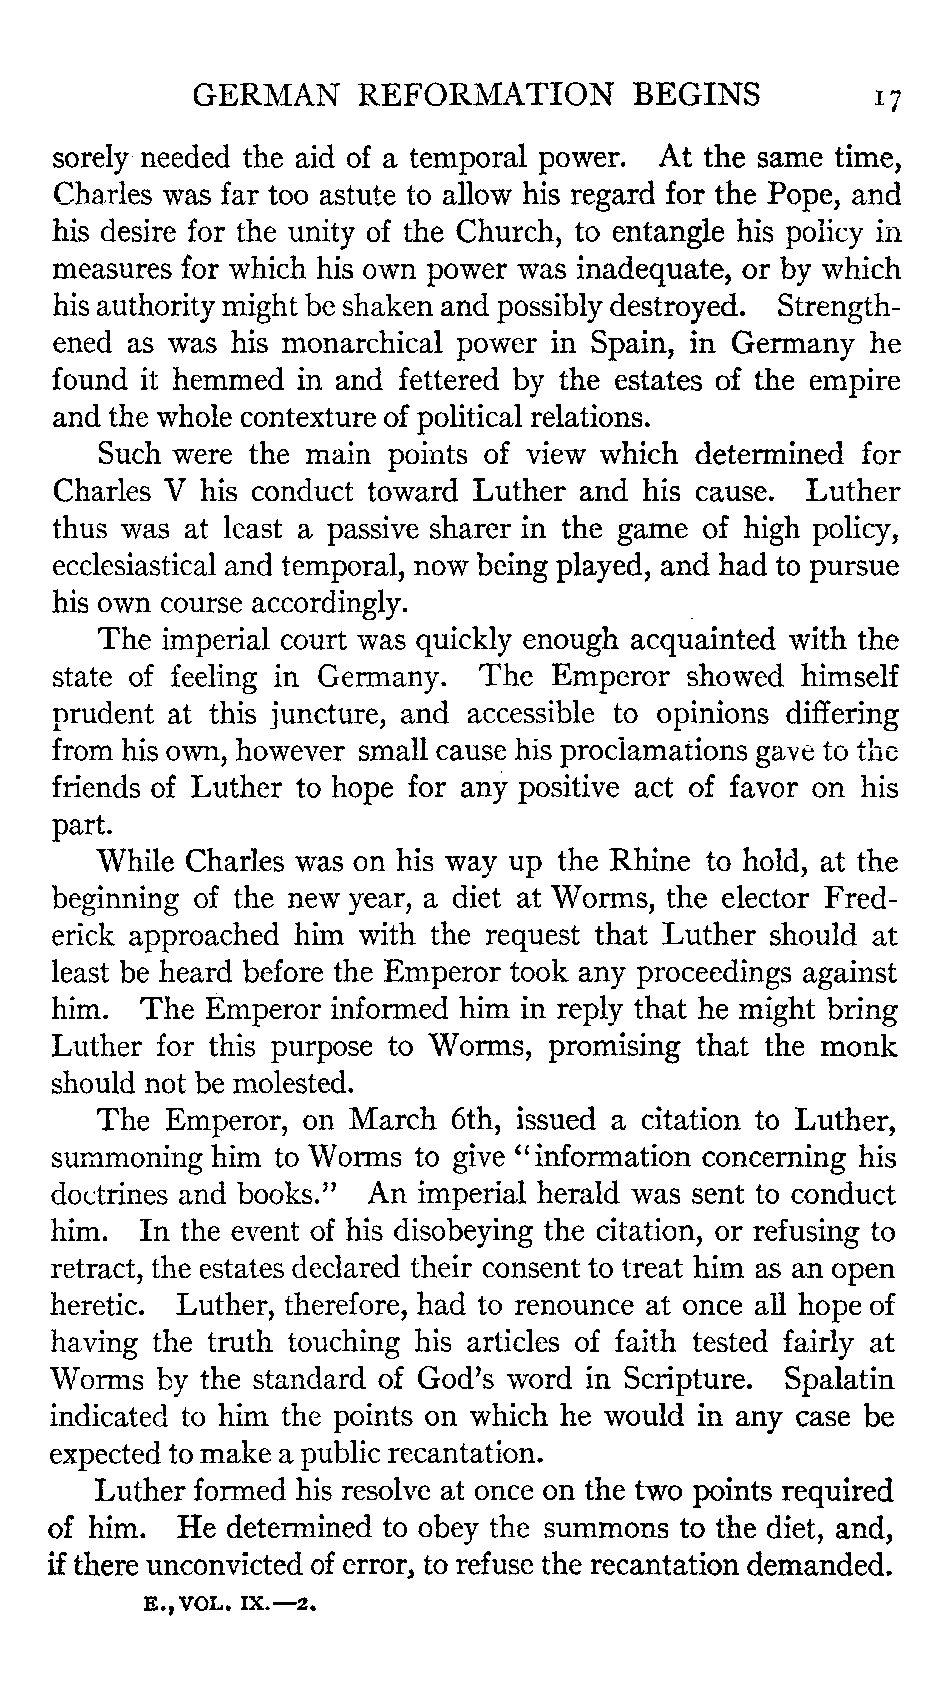 GERMAN REFORMATION BEGINS 17
sorely needed the aid of a temporal power. At the same time,
Charles was far too astute to allow his regard for the Pope, and
his desire for the unity of the Church, to entangle his policy in
measures for which his own power was inadequate, or by which
his authority might be shaken and possibly destroyed. Strength-
ened as was his monarchical power in Spain, in Germany he
found it hemmed in and fettered by the estates of the empire
and the whole contexture of political relations.
Such were the main points of view which determined for
Charles V his conduct toward Luther and his cause. Luther
thus was at least a passive sharer in the game of high policy,
ecclesiastical and temporal, now being played, and had to pursue
his own course accordingly.
The imperial court was quickly enough acquainted with the
state of feeling in Germany. The Emperor showed himself
prudent at this juncture, and accessible to opinions differing
from his own, however small cause his proclamations gave to the
friends of Luther to hope for any positive act of favor on his
part.
While Charles was on his way up the Rhine to hold, at the
beginning of the new year, a diet at Worms, the elector Fred-
erick approached him with the request that Luther should at
least be heard before the Emperor took any proceedings against
him. The Emperor informed him in reply that he might bring
Luther for this purpose to Worms, promising that the monk
should not be molested.
The Emperor, on March 6th, issued a citation to Luther,
summoning him to Worms to give "information concerning his
doctrines and books." An imperial herald was sent to conduct
him. In the event of his disobeying the citation, or refusing to
retract, the estates declared their consent to treat him as an open
heretic. Luther, therefore, had to renounce at once all hope of
having the truth touching his articles of faith tested fairly at
Worms by the standard of God's word in Scripture. Spalatin
indicated to him the points on which he would in any case be
expected to make a public recantation.
Luther formed his resolve at once on the two points required
of him. He determined to obey the summons to the diet, and,
if there unconvicted of error, to refuse the recantation demanded.
E., VOL. IX.—2.